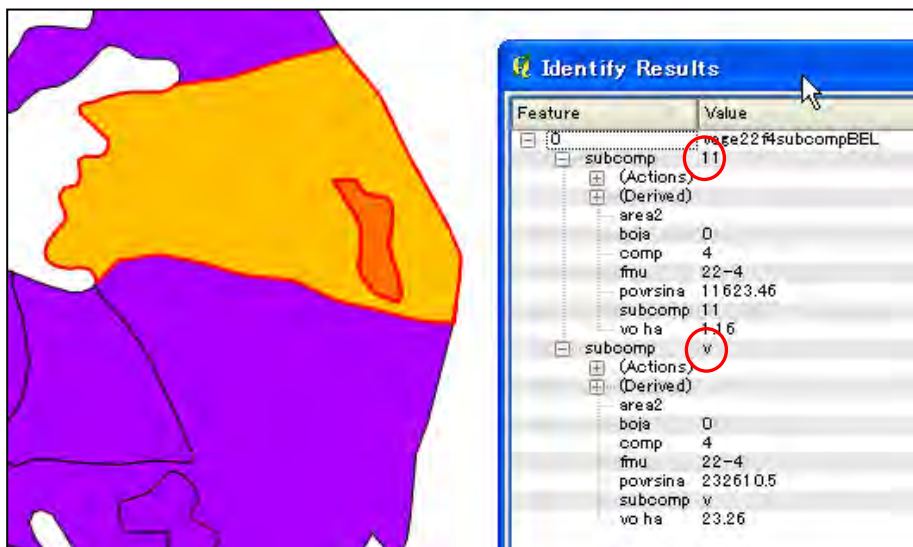 Identify Results
Feature Value
0 vege22f4subcompBEL
subcomp 11
(Actions)
(Derived)
area2
boja 0
comp 4
fmu 22-4
povrsina 11623.46
subcomp 11
vo ha 1.16
subcomp v
(Actions)
(Derived)
area2
boja 0
comp 4
fmu 22-4
povrsina 232610.5
subcomp v
vo ha 23.26